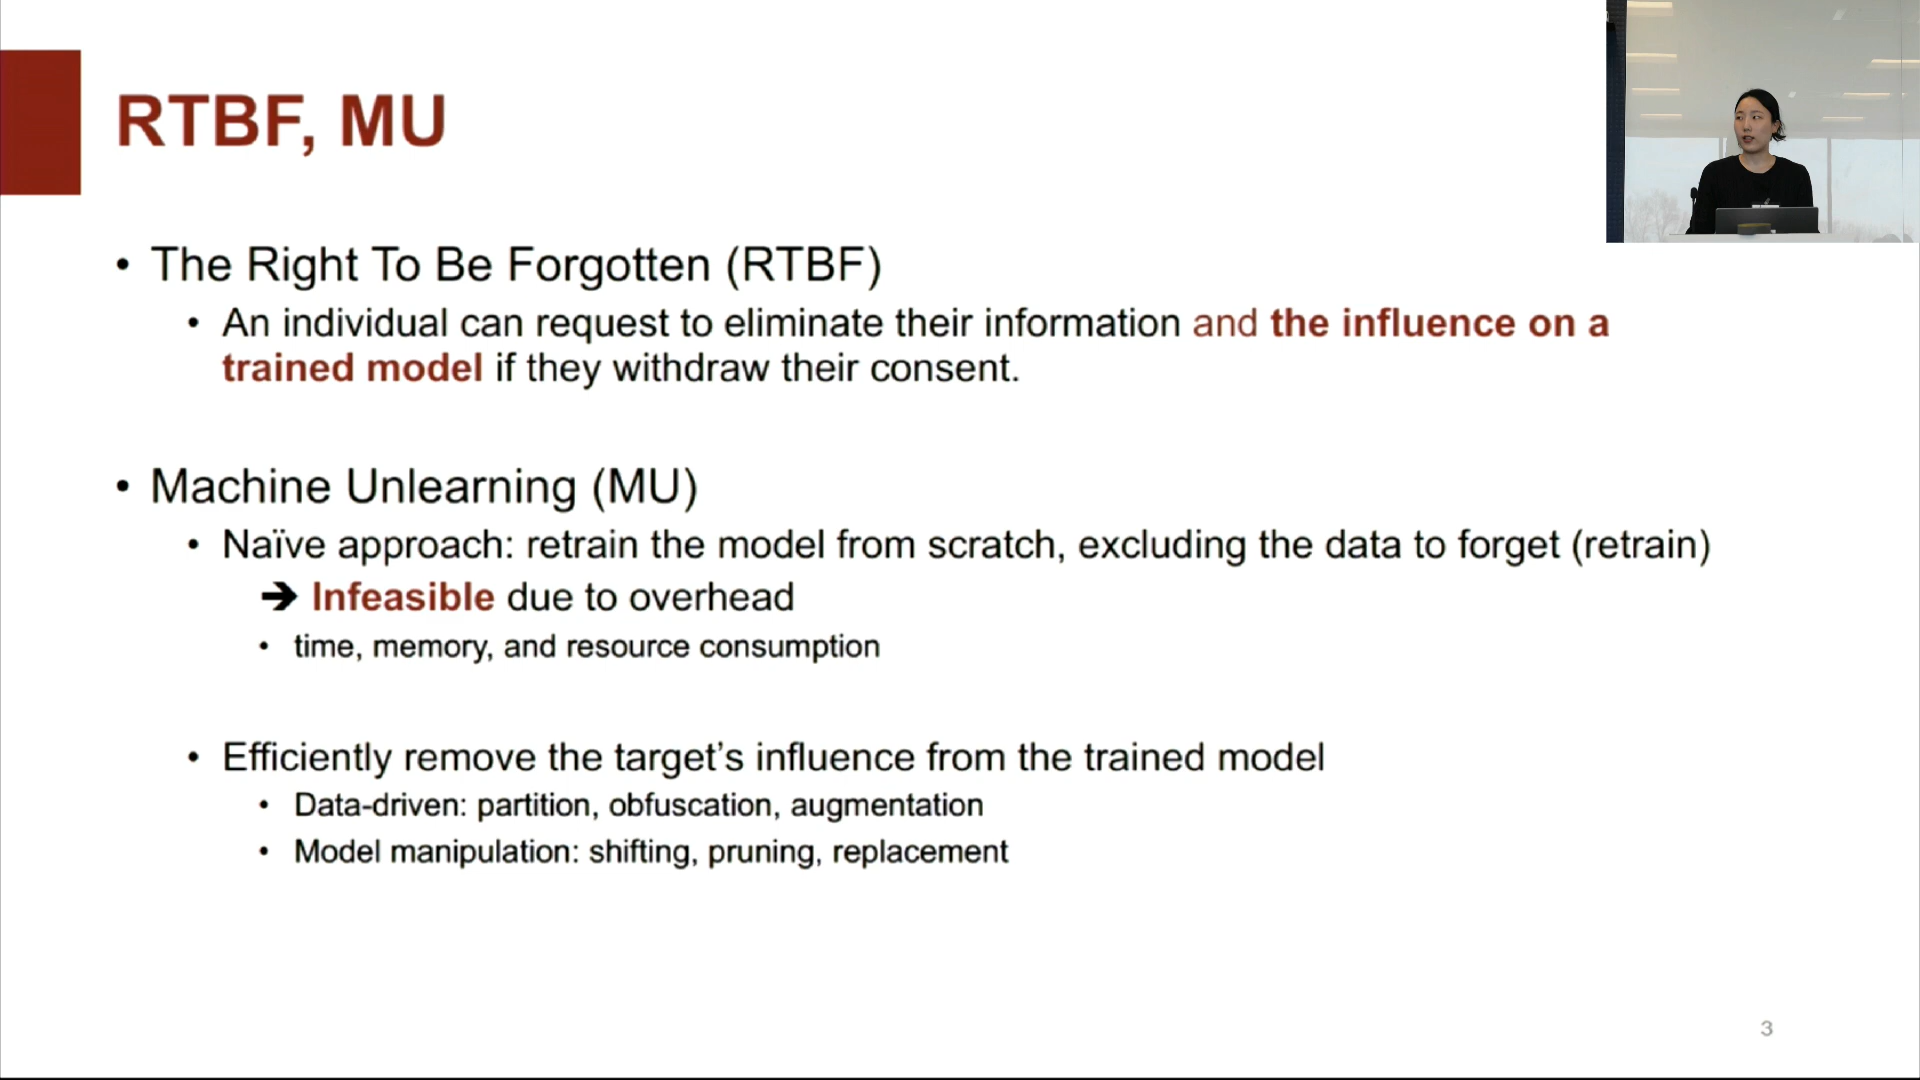 RTBF, MU
• The Right To Be Forgotten (RTBF)
• An individual can request to eliminate their information and the influence on a
trained model if they withdraw their consent.
• Machine Unlearning (MU)
• Naïve approach: retrain the model from scratch, excluding the data to forget (retrain)
➔ Infeasible due to overhead
• time, memory, and resource consumption
• Efficiently remove the target’s influence from the trained model
• Data-driven: partition, obfuscation, augmentation
• Model manipulation: shifting, pruning, replacement
3